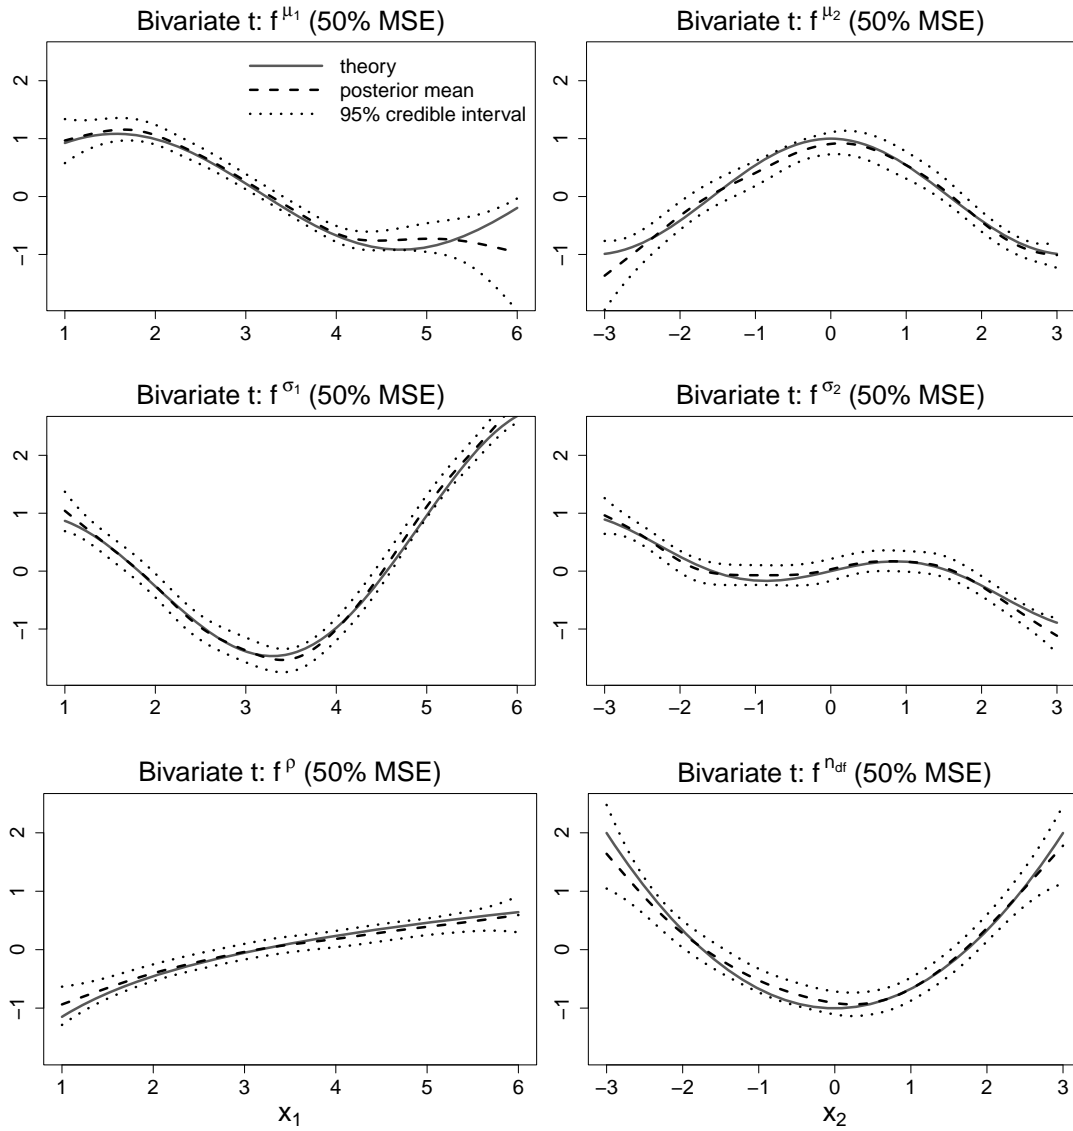 Bivariate t: f^μ₁ (50% MSE)
Bivariate t: f^μ₂ (50% MSE)
theory
posterior mean
95% credible interval
−1 0 1 2
1 2 3 4 5 6
−1 0 1 2
−3 −2 −1 0 1 2 3
Bivariate t: f^σ₁ (50% MSE)
Bivariate t: f^σ₂ (50% MSE)
−1 0 1 2
1 2 3 4 5 6
−1 0 1 2
−3 −2 −1 0 1 2 3
Bivariate t: f^ρ (50% MSE)
Bivariate t: f^n_df (50% MSE)
−1 0 1 2
1 2 3 4 5 6
x₁
−1 0 1 2
−3 −2 −1 0 1 2 3
x₂